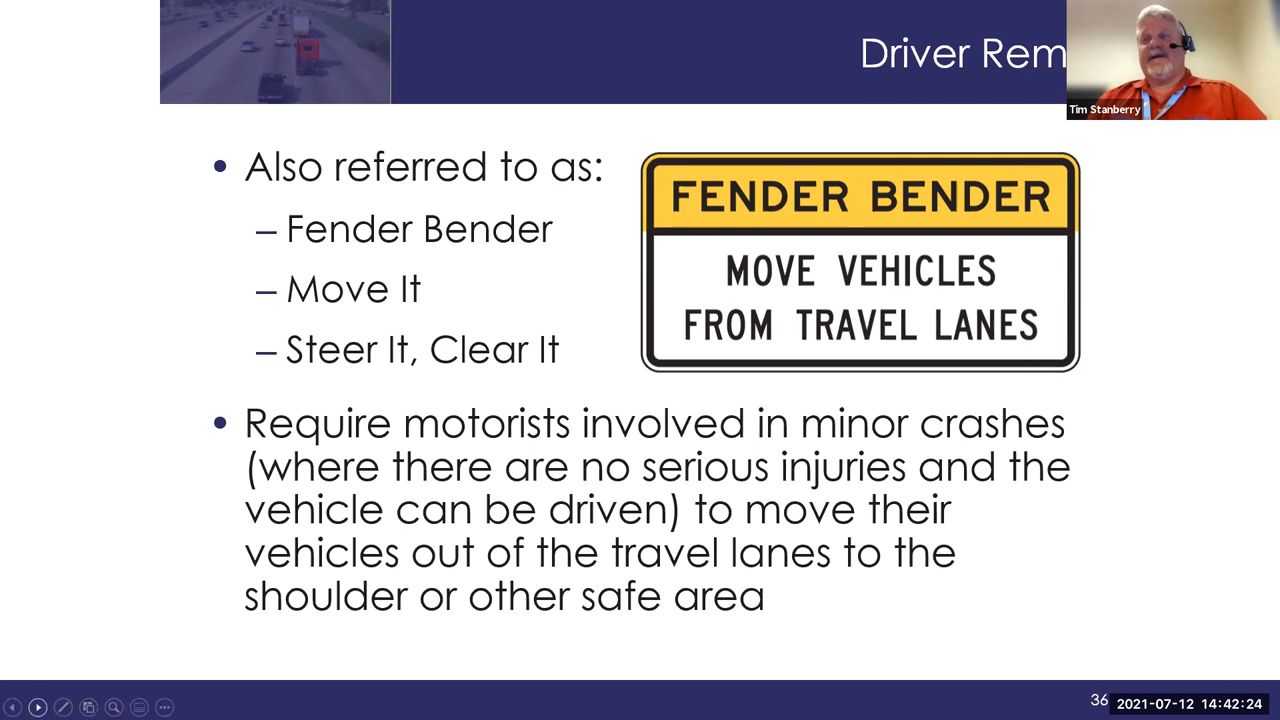 Driver Rem
Tim Stanberry
• Also referred to as:
– Fender Bender
– Move It
– Steer It, Clear It
FENDER BENDER
MOVE VEHICLES
FROM TRAVEL LANES
• Require motorists involved in minor crashes
(where there are no serious injuries and the
vehicle can be driven) to move their
vehicles out of the travel lanes to the
shoulder or other safe area
36
2021-07-12 14:42:24